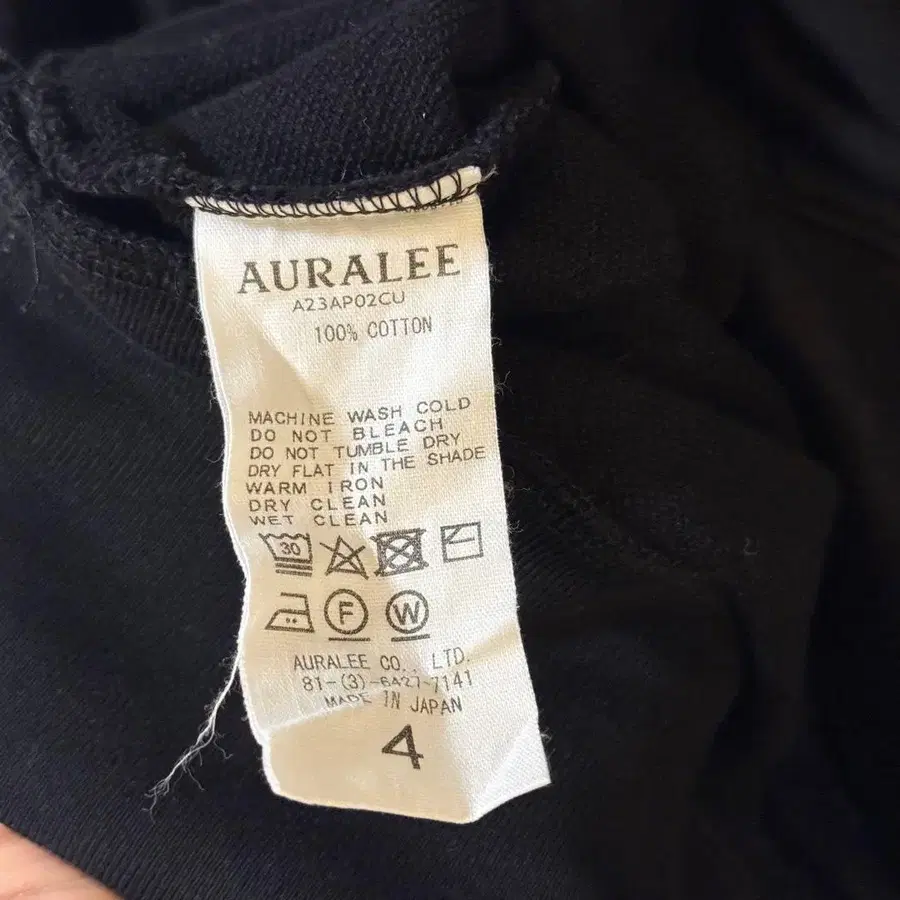 AURALEE
A23AP02CU
100% COTTON
MACHINE WASH COLD
DO NOT BLEACH
DO NOT TUMBLE DRY
DRY FLAT IN THE SHADE
WARM IRON
DRY CLEAN
WET CLEAN
30
F W
AURALEE CO., LTD.
81-(3)-6427-7141
MADE IN JAPAN
4